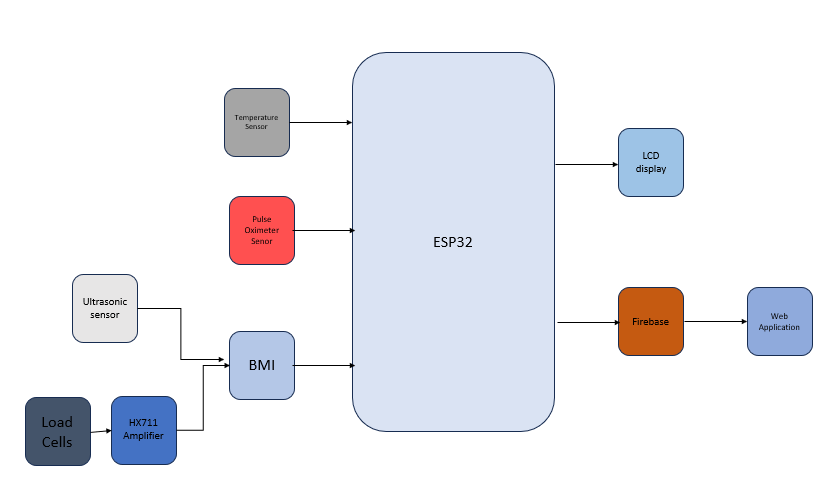 Temperature
Sensor
LCD
display
Pulse
Oximeter
Senor
ESP32
Ultrasonic
sensor
Firebase
Web
Application
BMI
Load
Cells
HX711
Amplifier